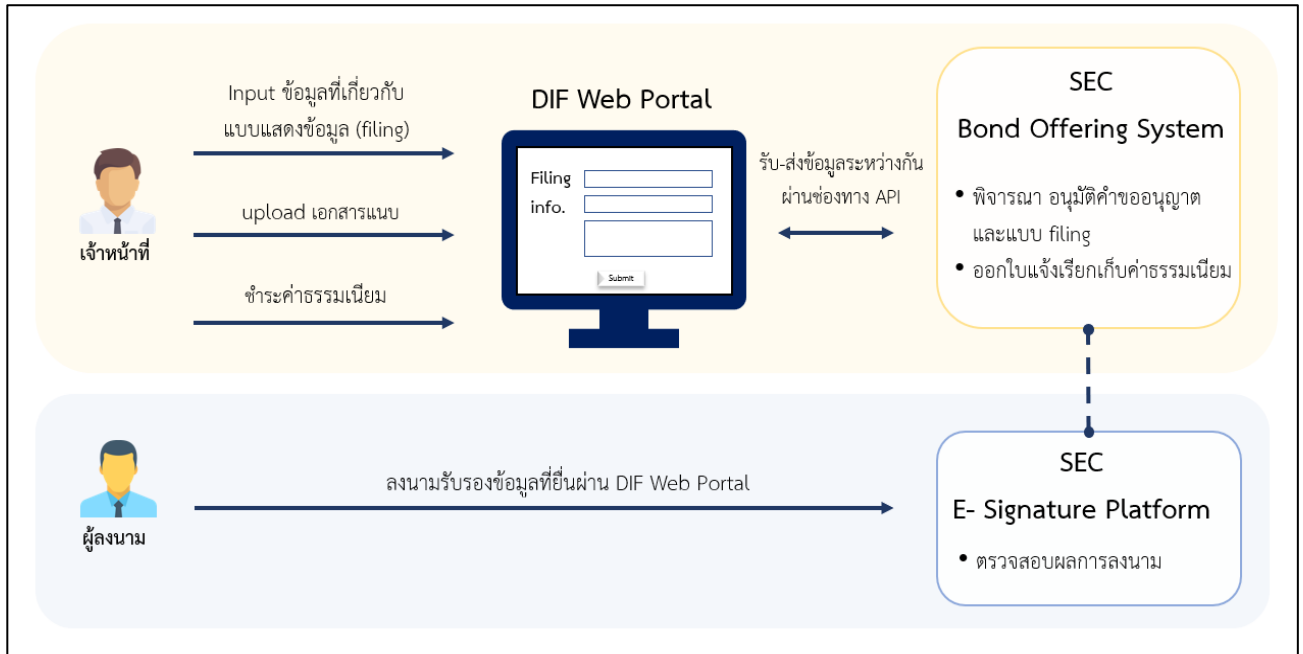 Input ข้อมูลที่เกี่ยวกับ
แบบแสดงข้อมูล (filing)
upload เอกสารแนบ
เจ้าหน้าที่
ชำระค่าธรรมเนียม
DIF Web Portal
Filing
info.
Submit
รับ-ส่งข้อมูลระหว่างกัน
ผ่านช่องทาง API
SEC
Bond Offering System
• พิจารณา อนุมัติคำขออนุญาต
และแบบ filing
• ออกใบแจ้งเรียกเก็บค่าธรรมเนียม
ผู้ลงนาม
ลงนามรับรองข้อมูลที่ยื่นผ่าน DIF Web Portal
SEC
E- Signature Platform
• ตรวจสอบผลการลงนาม